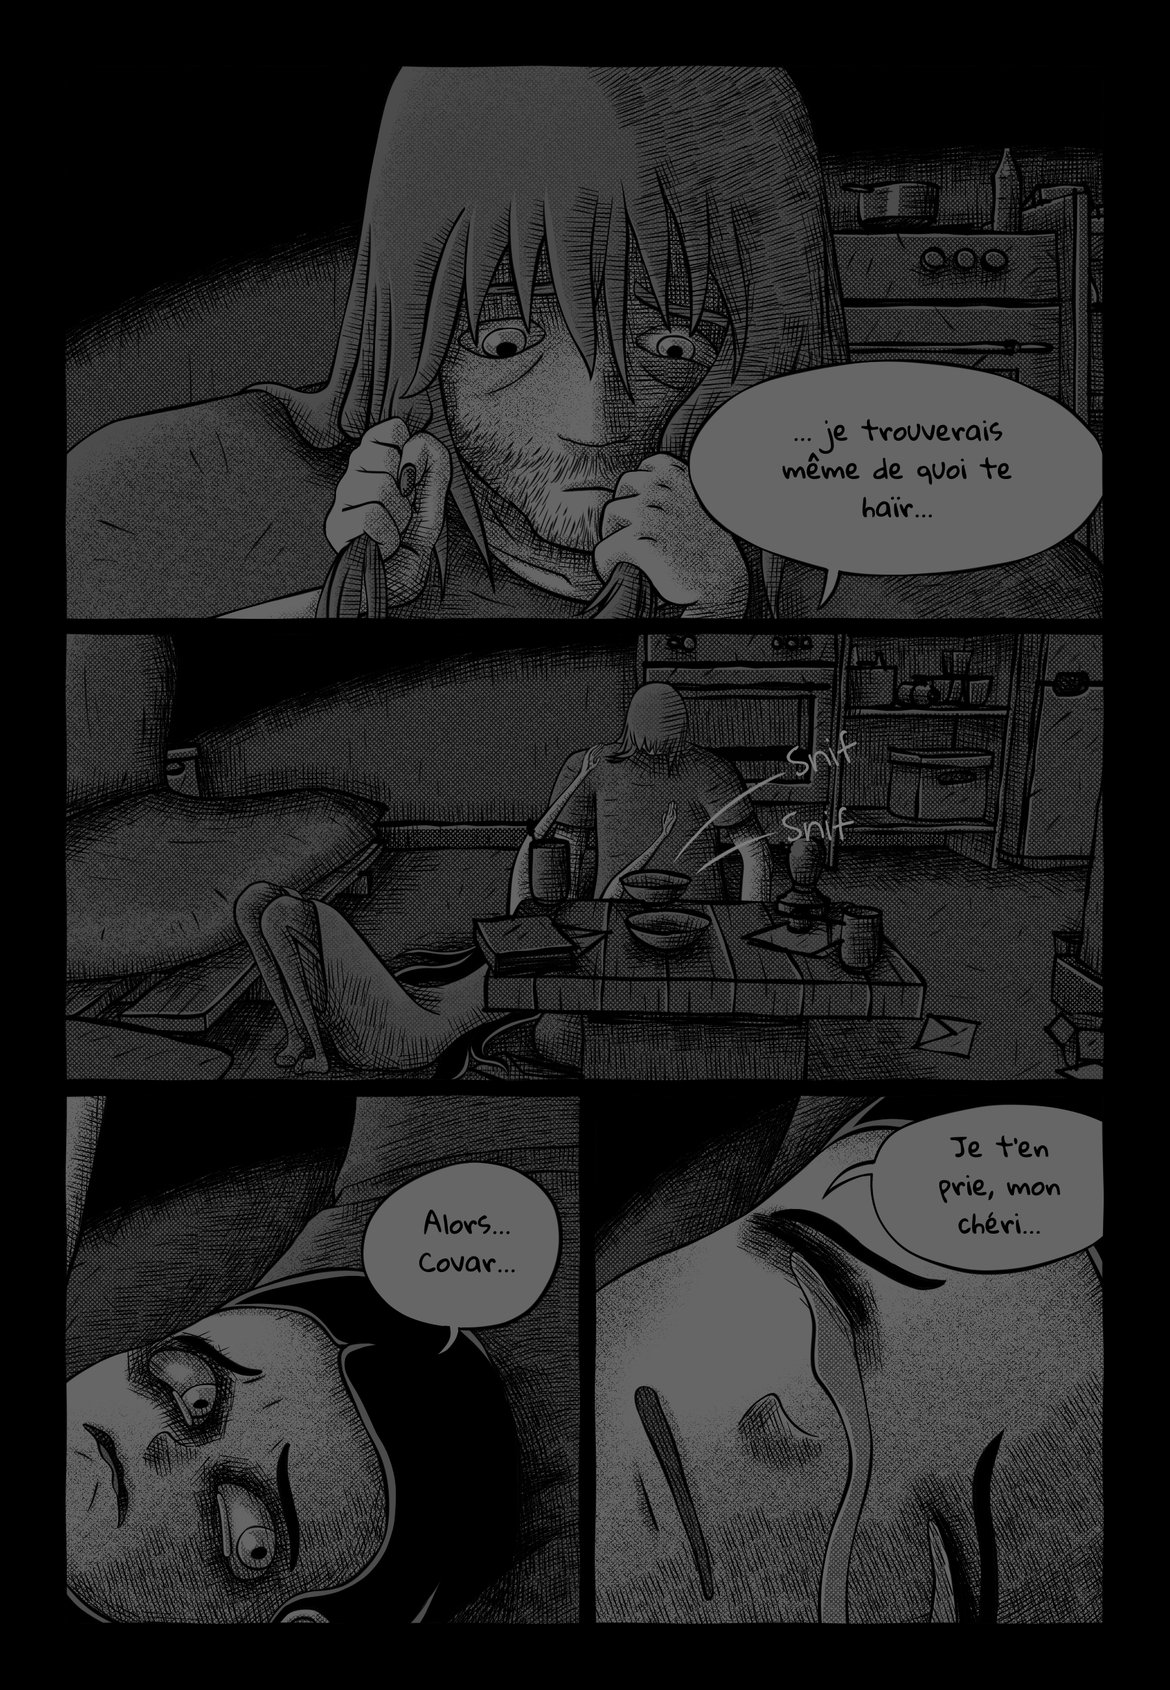 ... je trouverais
même de quoi te
haïr...
Snif
Snif
Alors...
Covar...
Je t'en
prie, mon
chéri...